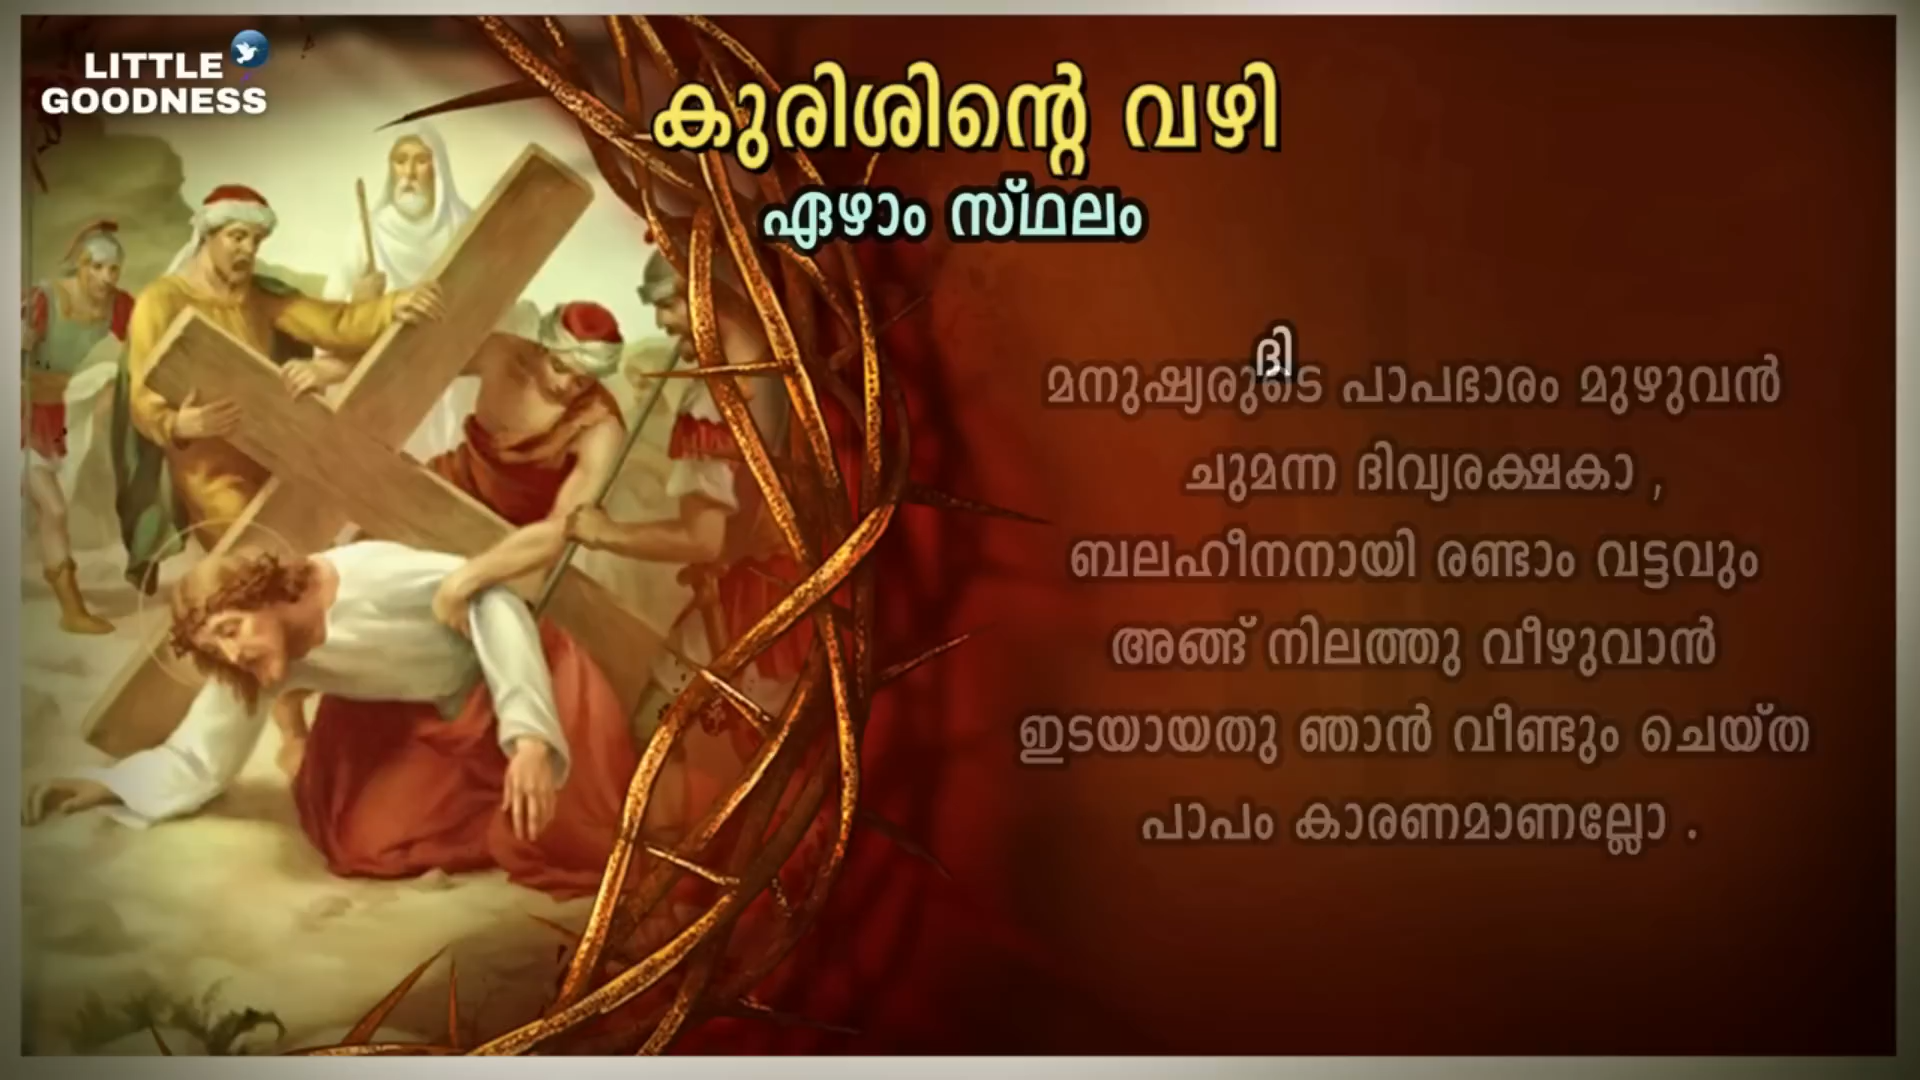 LITTLE
GOODNESS
കുരിശിന്റെ വഴി
ഏഴാം സ്ഥലം
ദി
മനുഷ്യരുടെ പാപഭാരം മുഴുവൻ
ചുമന്ന ദിവ്യരക്ഷകാ ,
ബലഹീനനായി രണ്ടാം വട്ടവും
അങ്ങ് നിലത്തു വീഴുവാൻ
ഇടയായതു ഞാൻ വീണ്ടും ചെയ്ത
പാപം കാരണമാണല്ലോ .